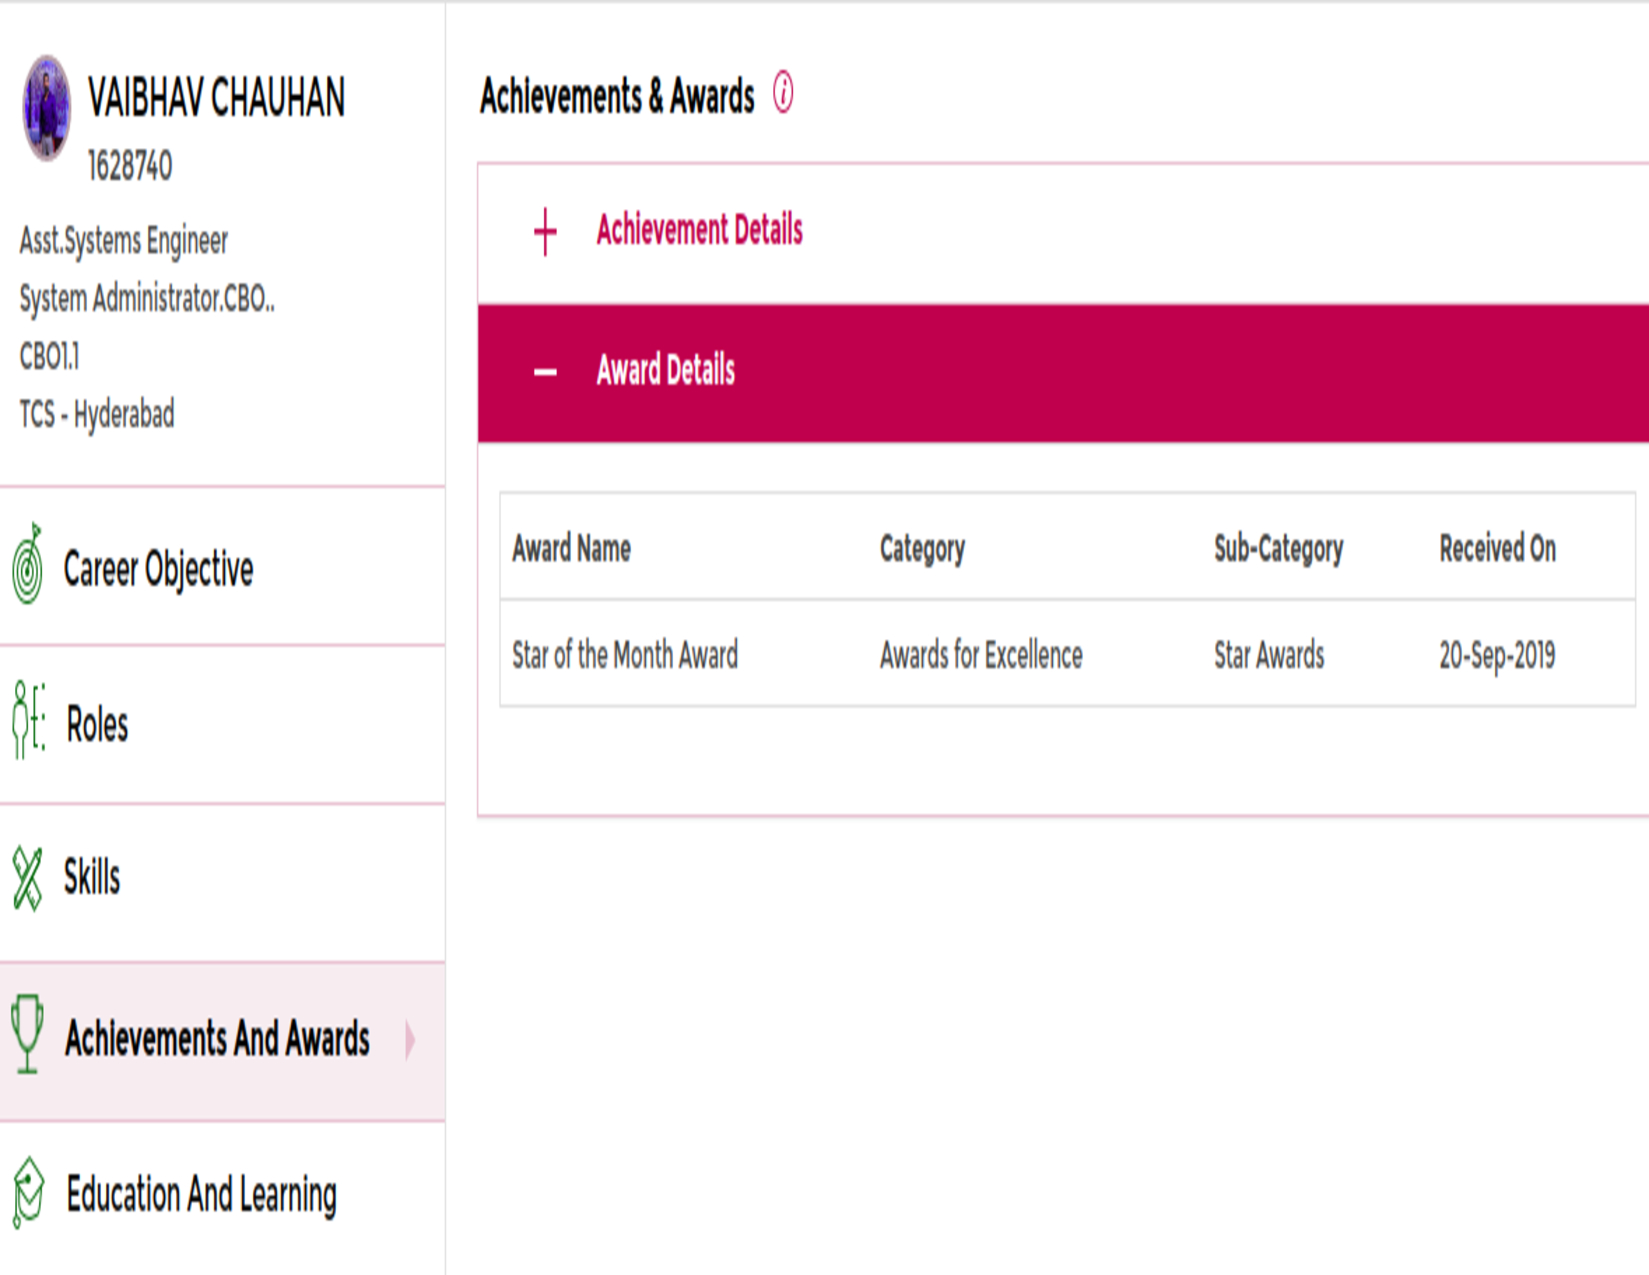 VAIBHAV CHAUHAN
1628740
Asst.Systems Engineer
System Administrator.CBO..
CBO1.1
TCS - Hyderabad
Career Objective
Roles
Skills
Achievements And Awards
Education And Learning
Achievements & Awards i
+ Achievement Details
− Award Details
Award Name Category Sub-Category Received On
Star of the Month Award Awards for Excellence Star Awards 20-Sep-2019